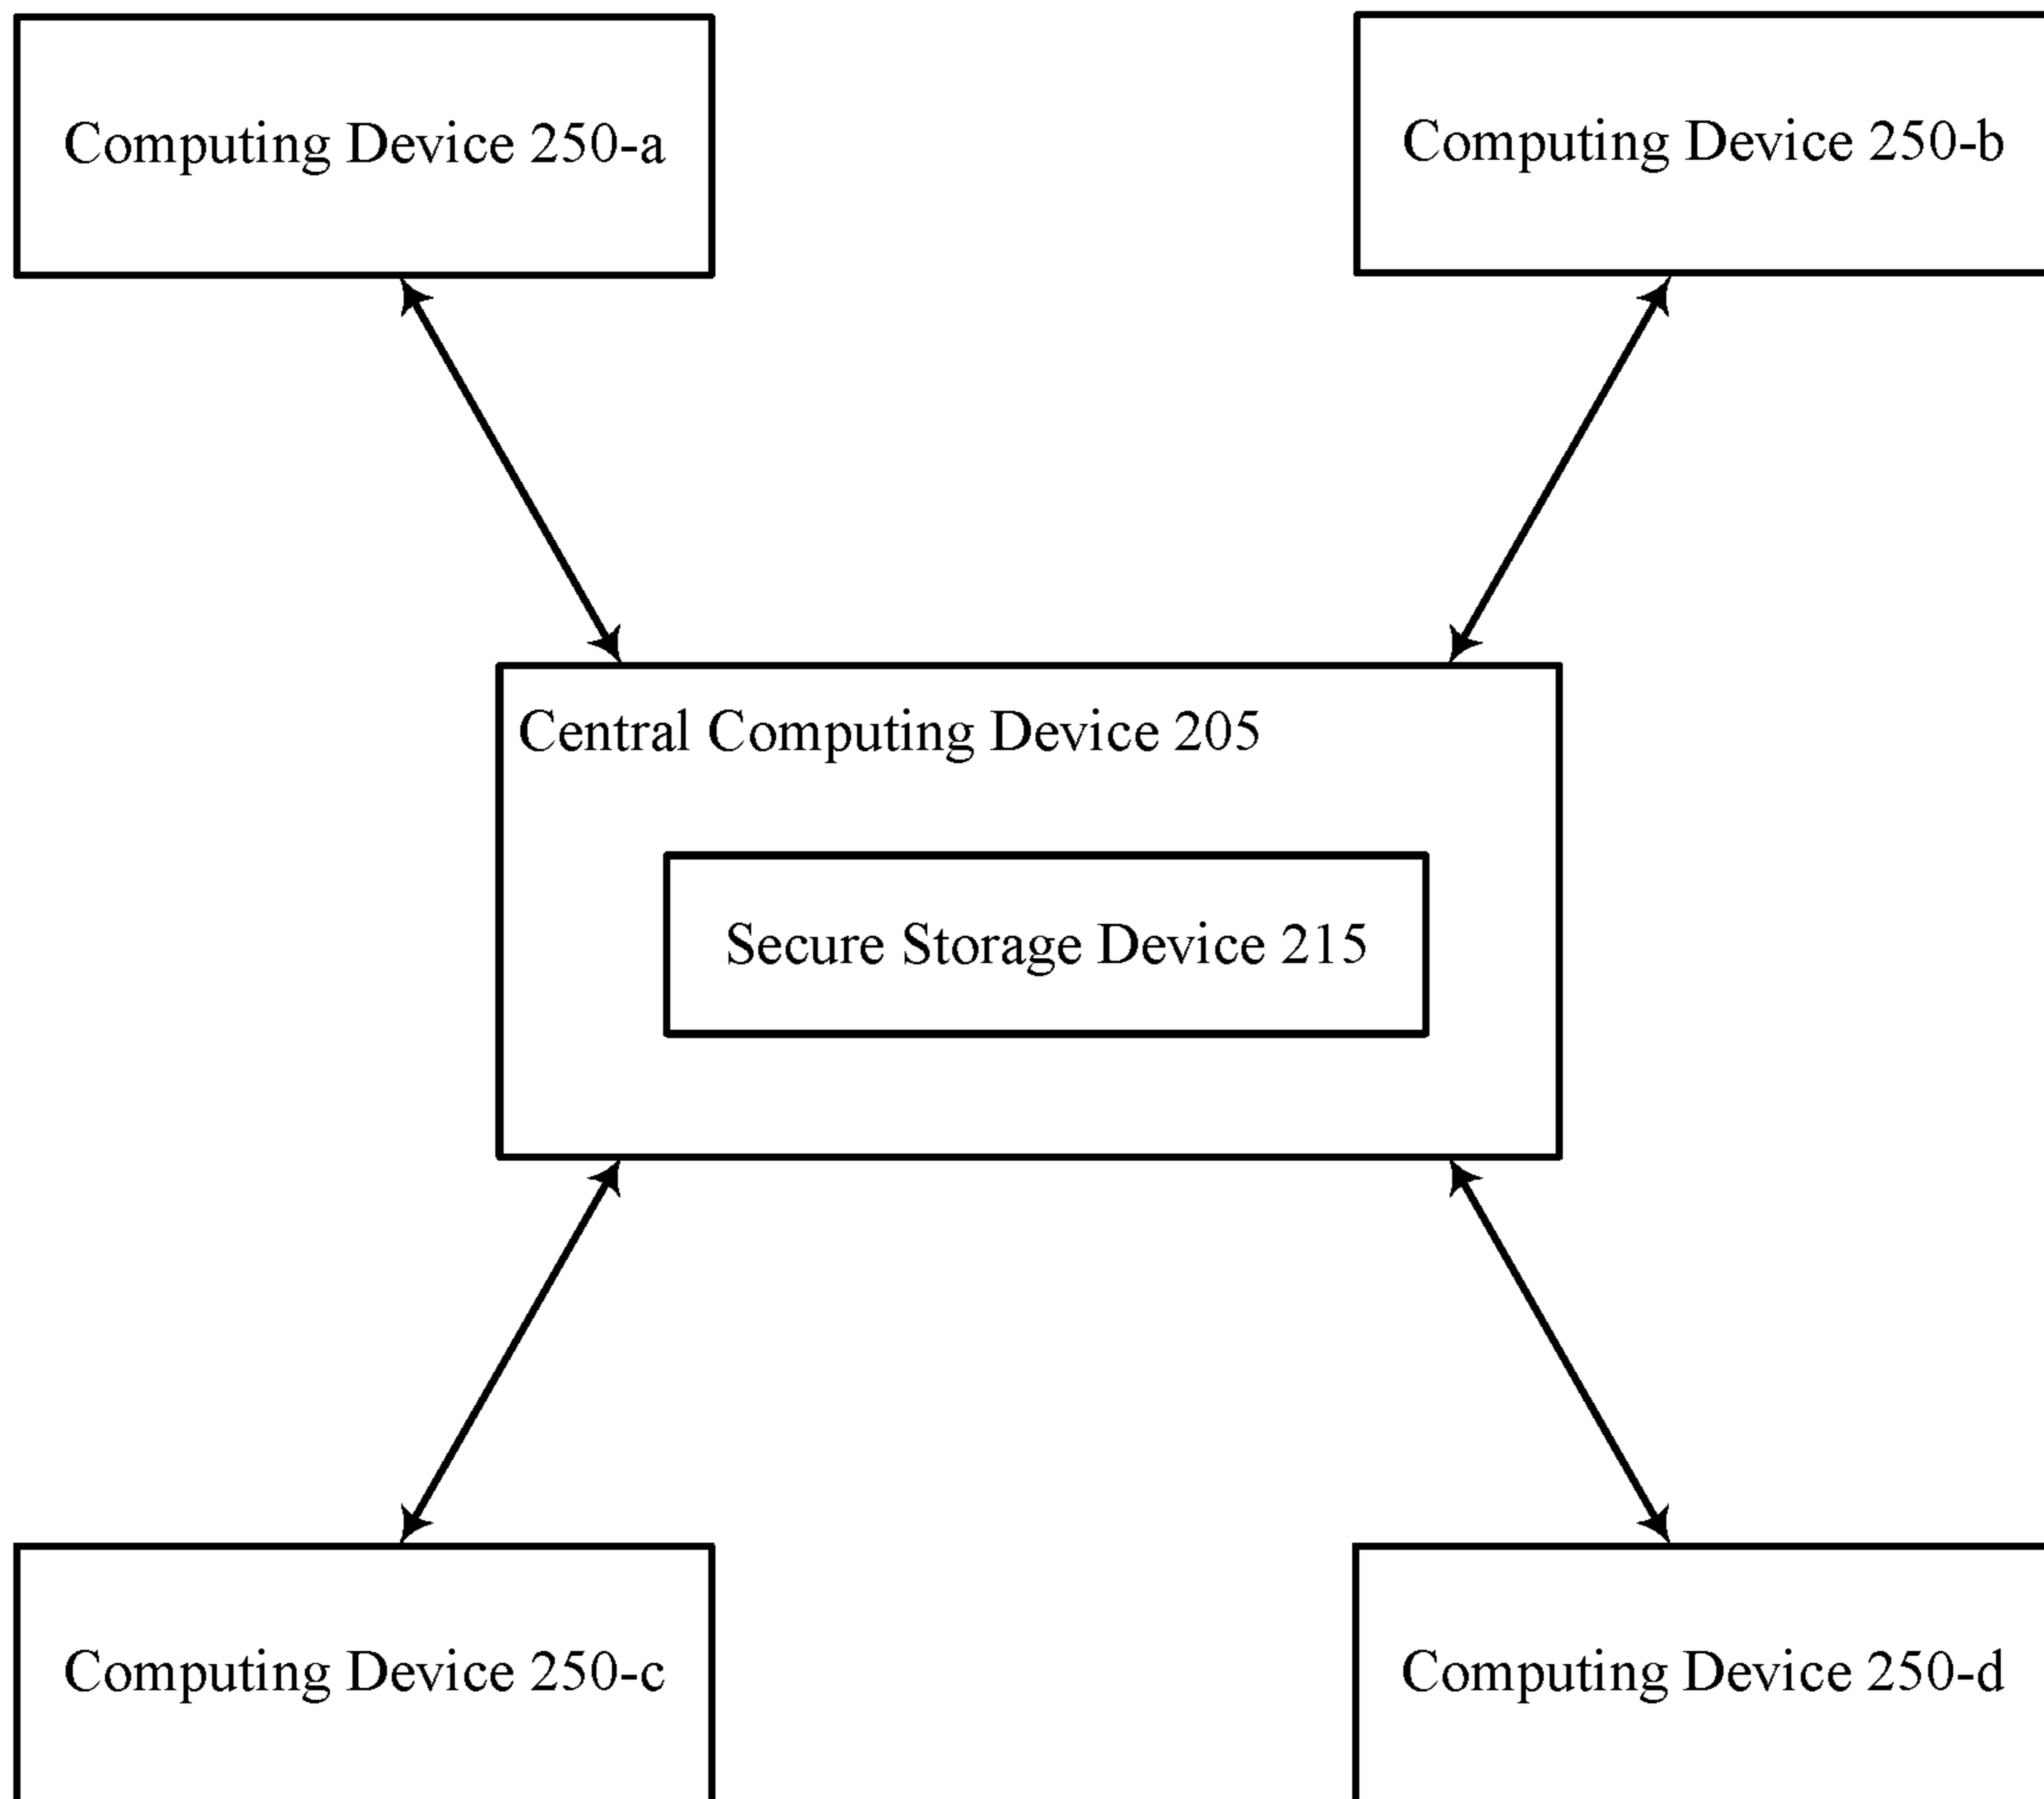 Computing Device 250-a
Computing Device 250-b
Central Computing Device 205
Secure Storage Device 215
Computing Device 250-c
Computing Device 250-d